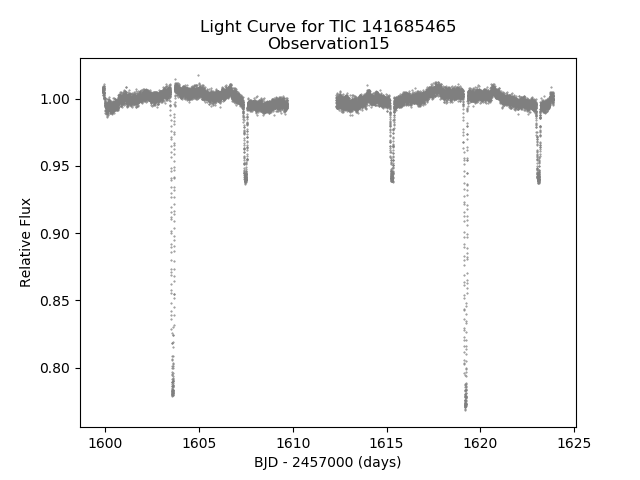 Light Curve for TIC 141685465
Observation15
1.00
0.95
0.90
0.85
0.80
Relative Flux
1600
1605
1610
1615
1620
1625
BJD - 2457000 (days)